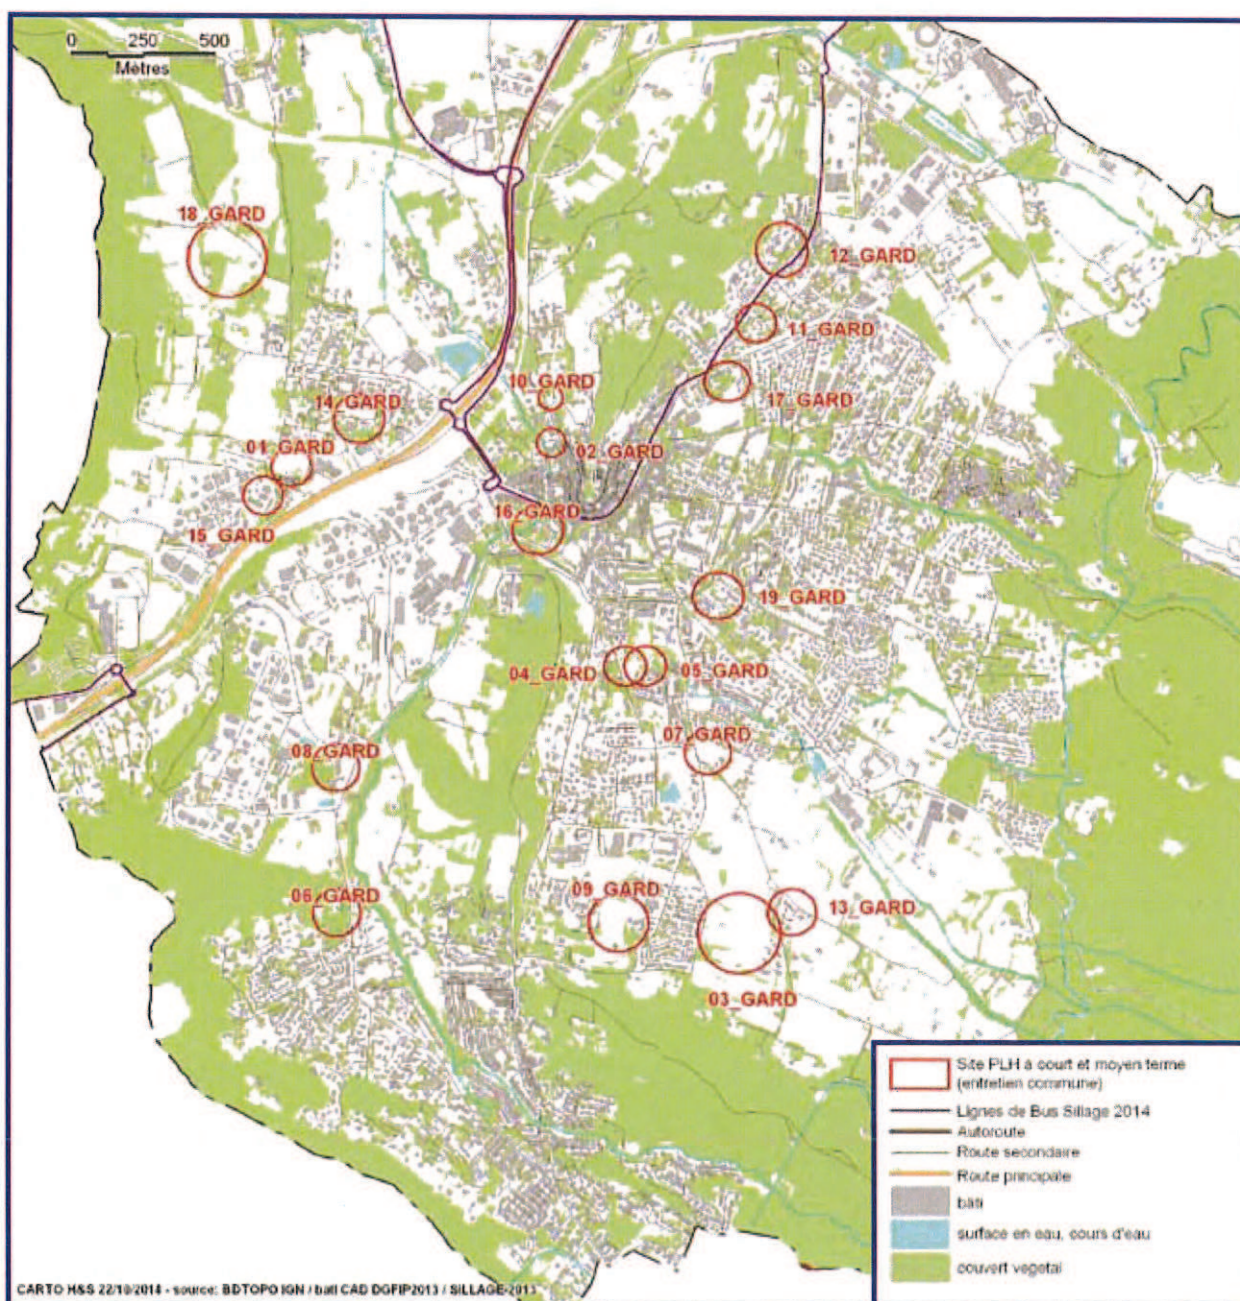 0 250 500
Mètres
18_GARD
12_GARD
11_GARD
10_GARD
17_GARD
14_GARD
01_GARD
02_GARD
15_GARD
16_GARD
19_GARD
04_GARD
05_GARD
07_GARD
08_GARD
06_GARD
09_GARD
13_GARD
03_GARD
Site PLH à court et moyen terme
(entretien commune)
Lignes de Bus Sillage 2014
Autoroute
Route secondaire
Route principale
bâti
surface en eau, cours d'eau
couvert vegetal
CARTO H&S 22/10/2014 - source: BDTOPO IGN / bati CAD DGFIP2013 / SILLAGE-2013